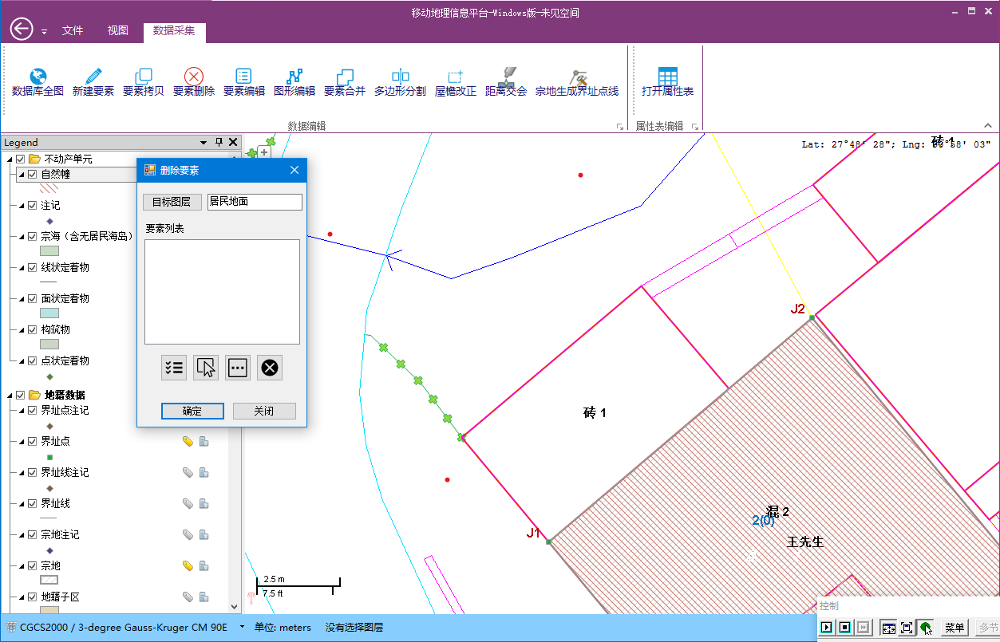 移动地理信息平台-Windows版-未见空间
文件 视图 数据采集
数据库全图 新建要素 要素拷贝 要素删除 要素编辑 图形编辑 要素合并 多边形分割 屋檐改正 距离交会 宗地生成界址点线 打开属性表
数据编辑 属性表编辑
Legend
不动产单元
自然幢
注记
宗海（含无居民海岛）
线状定着物
面状定着物
构筑物
点状定着物
地籍数据
界址点注记
界址点
界址线注记
界址线
宗地注记
宗地
地籍子区
删除要素
目标图层 居民地面
要素列表
确定 关闭
砖 1
J2
砖 1
混 2
2(0)
王先生
J1
2.5 m
7.5 ft
CGCS2000 / 3-degree Gauss-Kruger CM 90E 单位: meters 没有选择图层
控制
菜单 多节